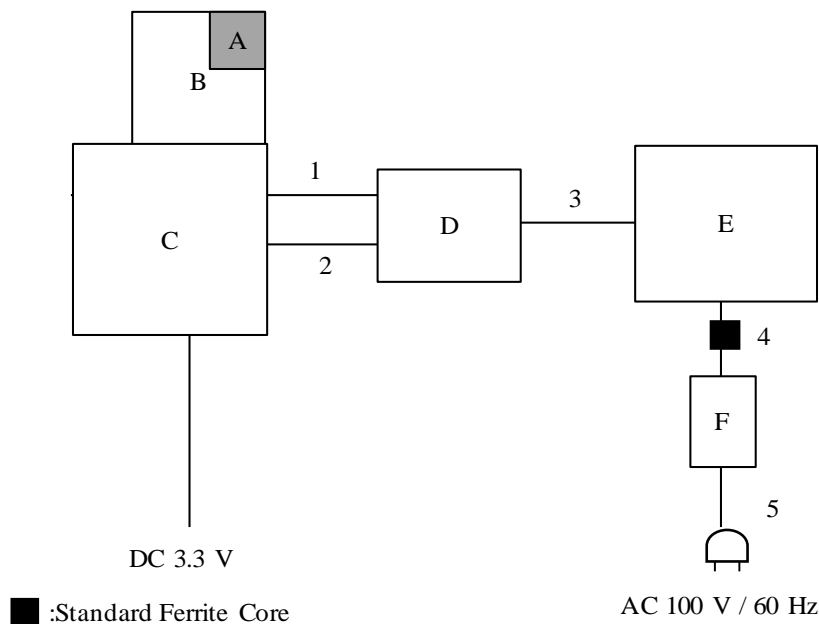 A
B
1
C
D
3
E
2
4
F
5
DC 3.3 V
AC 100 V / 60 Hz
:Standard Ferrite Core